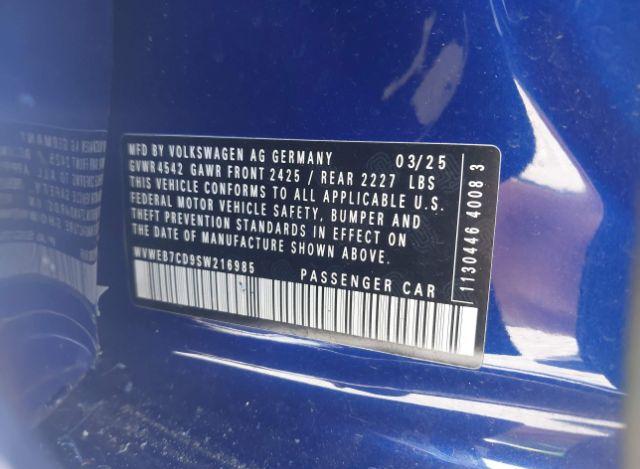 MFD BY VOLKSWAGEN AG GERMANY 03/25
GVWR4542 GAWR FRONT 2425 / REAR 2227 LBS
THIS VEHICLE CONFORMS TO ALL APPLICABLE U.S.
FEDERAL MOTOR VEHICLE SAFETY, BUMPER AND
THEFT PREVENTION STANDARDS IN EFFECT ON
THE DATE OF MANUFACTURE SHOWN ABOVE.
WVWEB7CD9SW216985 PASSENGER CAR
1130446 4008 3